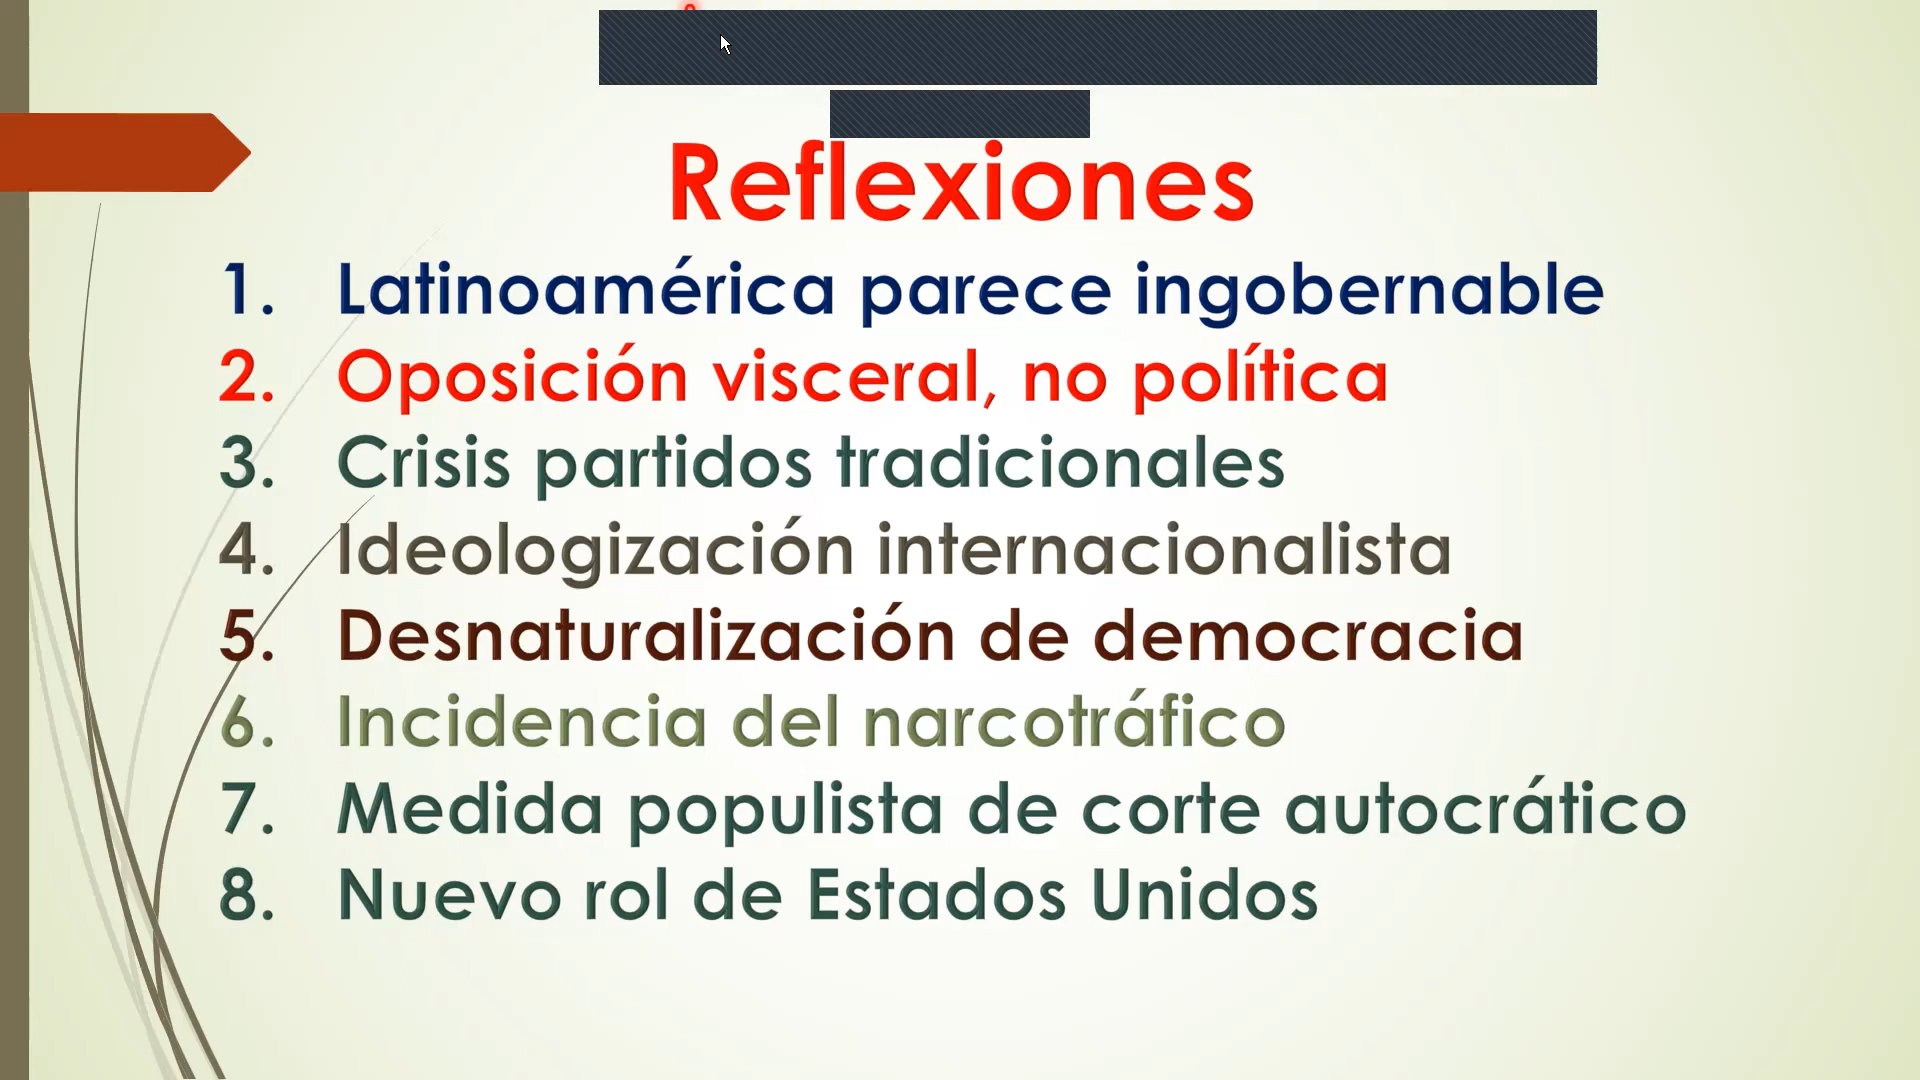 Reflexiones
1. Latinoamérica parece ingobernable
2. Oposición visceral, no política
3. Crisis partidos tradicionales
4. Ideologización internacionalista
5. Desnaturalización de democracia
6. Incidencia del narcotráfico
7. Medida populista de corte autocrático
8. Nuevo rol de Estados Unidos